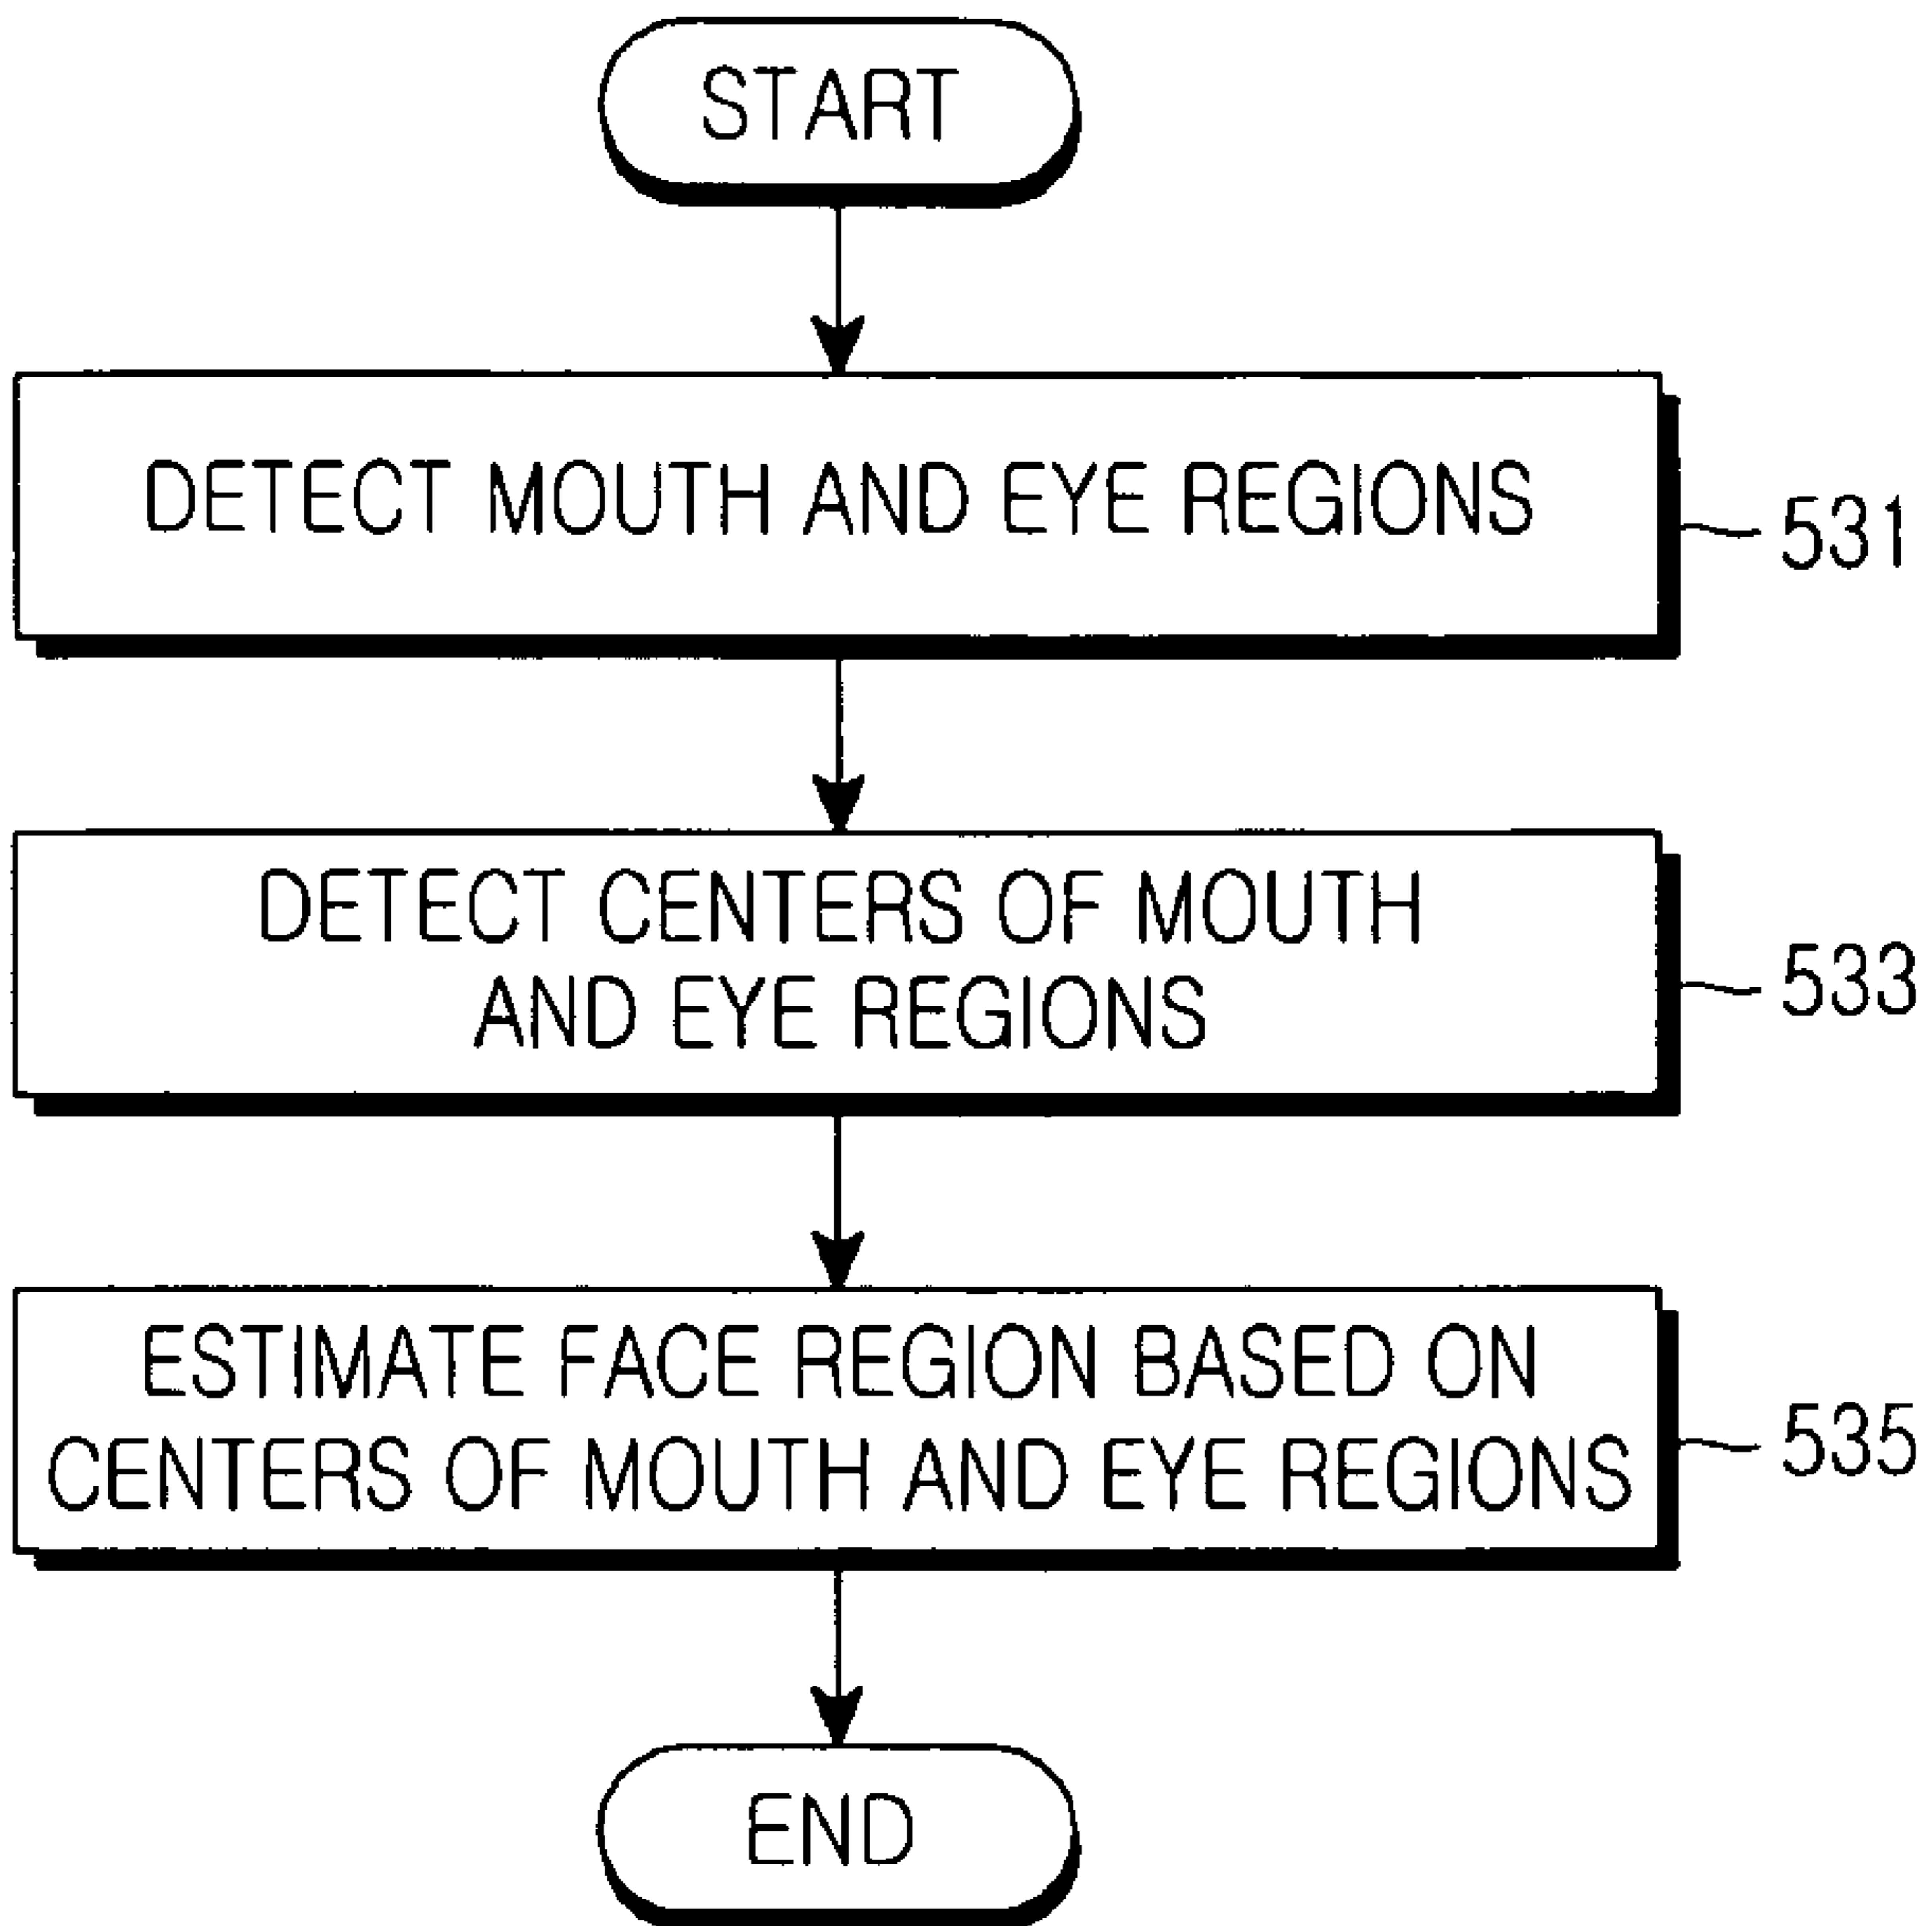 START
DETECT MOUTH AND EYE REGIONS
531
DETECT CENTERS OF MOUTH
AND EYE REGIONS
533
ESTIMATE FACE REGION BASED ON
CENTERS OF MOUTH AND EYE REGIONS
535
END